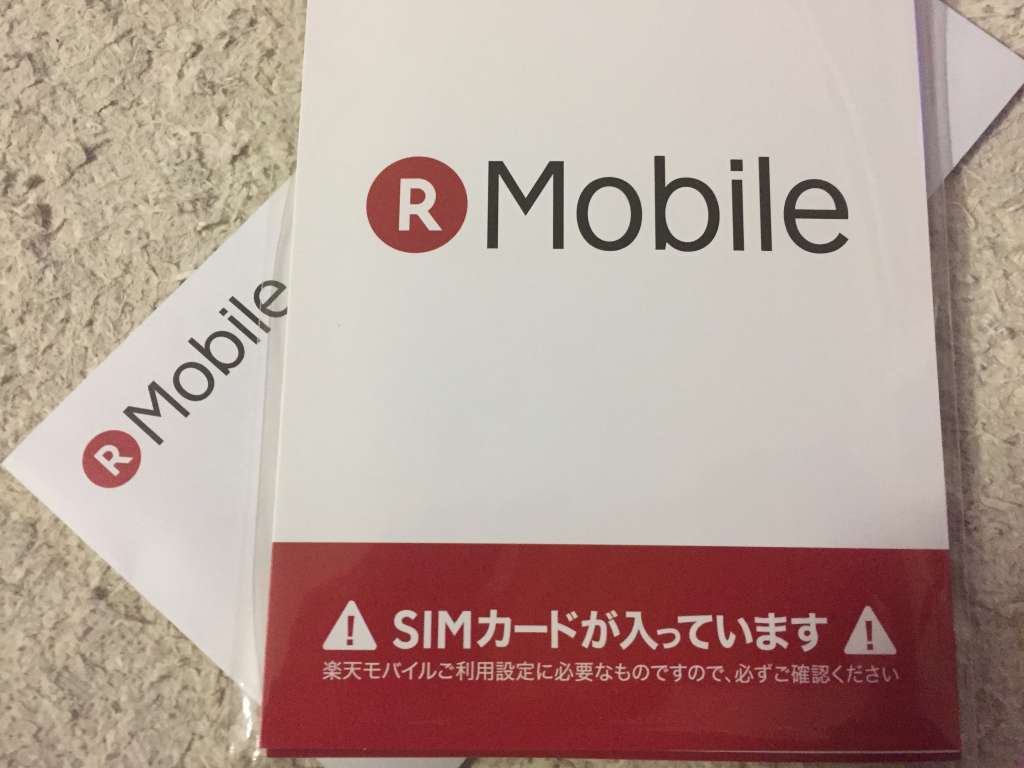 R Mobile
R Mobile
! SIMカードが入っています !
楽天モバイルご利用設定に必要なものですので、必ずご確認ください